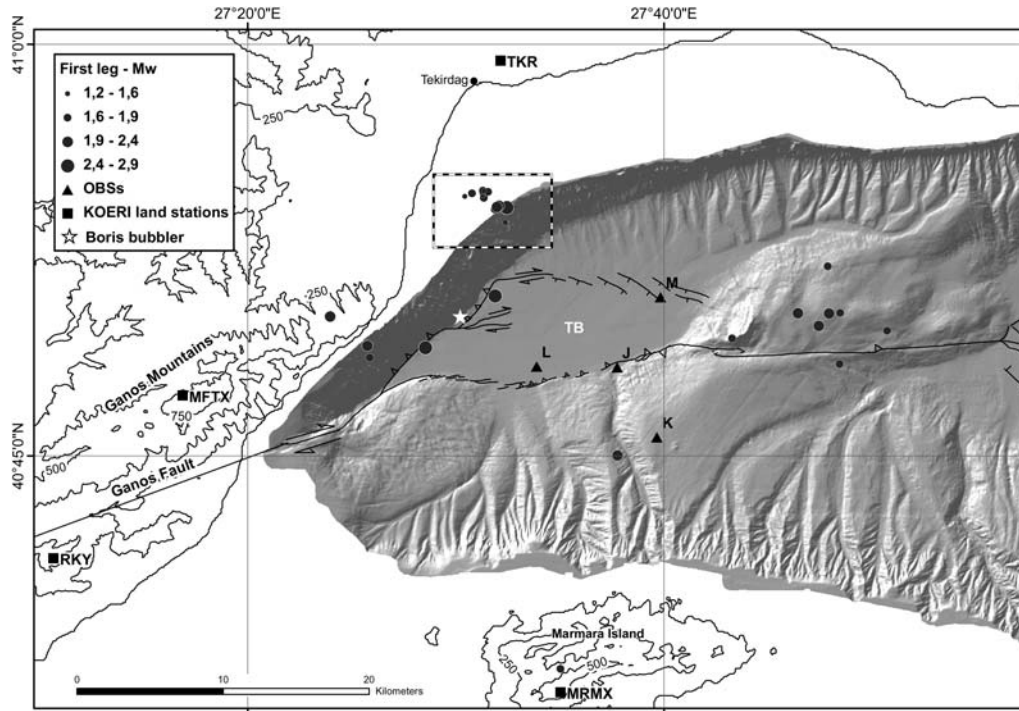 27°20'0"E
27°40'0"E
41°0'0"N
First leg - Mw
1,2 - 1,6
1,6 - 1,9
1,9 - 2,4
2,4 - 2,9
OBSs
KOERI land stations
Boris bubbler
250
TKR
Tekirdag
250
M
TB
L
J
Ganos Mountains
MFTX
750
K
500
40°45'0"N
Ganos Fault
RKY
Marmara Island
250
500
MRMX
0
10
20
Kilometers